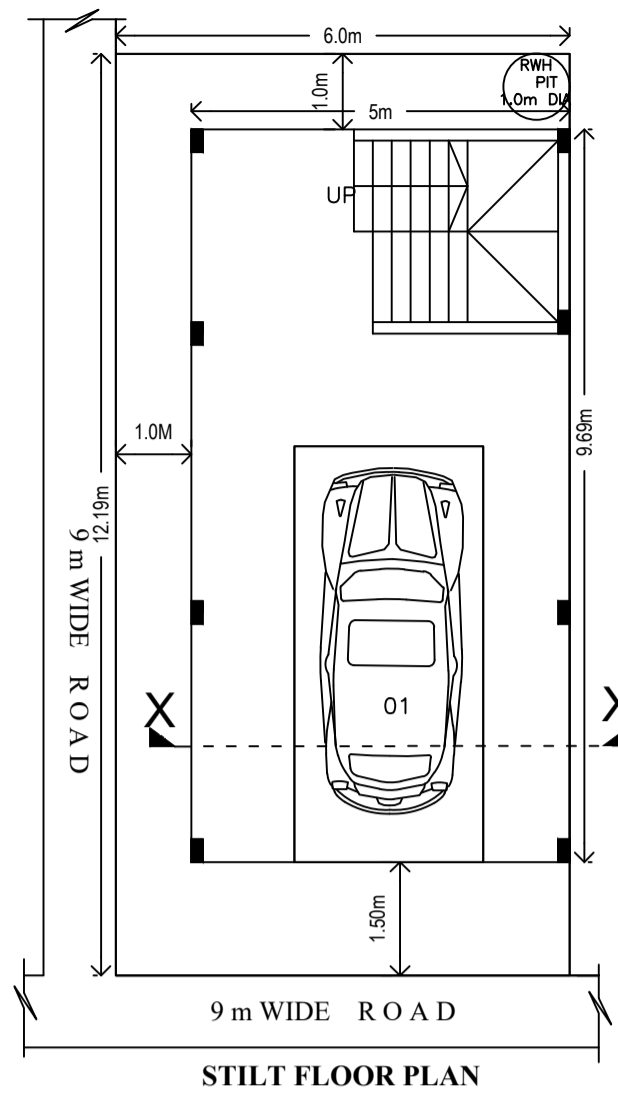 6.0m
RWH
PIT
1.0m DIA
1.0m
5m
UP
9.69m
1.0M
12.19m
9 m WIDE ROAD
01
X
X
1.50m
9 m WIDE ROAD
STILT FLOOR PLAN